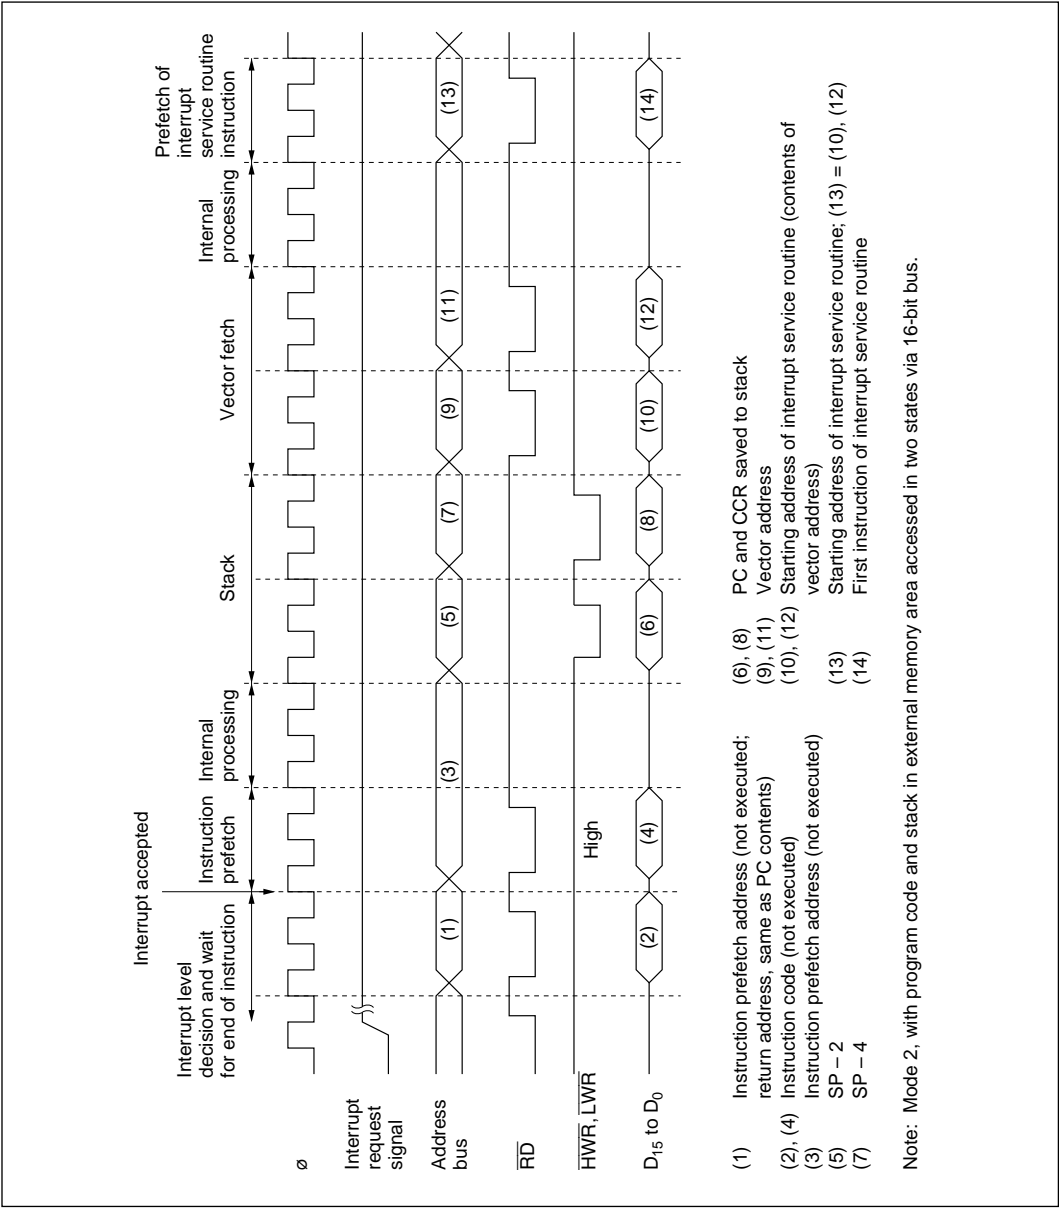 Interrupt accepted
Interrupt level
decision and wait
for end of instruction
Instruction
prefetch
Internal
processing
Stack
Vector fetch
Internal
processing
Prefetch of
interrupt
service routine
instruction
ø
Interrupt
request
signal
Address
bus
(1)
(3)
(5)
(7)
(9)
(11)
(13)
RD
HWR, LWR
High
D15 to D0
(2)
(4)
(6)
(8)
(10)
(12)
(14)
(1) Instruction prefetch address (not executed;
return address, same as PC contents)
(2), (4) Instruction code (not executed)
(3) Instruction prefetch address (not executed)
(5) SP – 2
(7) SP – 4
(6), (8) PC and CCR saved to stack
(9), (11) Vector address
(10), (12) Starting address of interrupt service routine (contents of
vector address)
(13) Starting address of interrupt service routine; (13) = (10), (12)
(14) First instruction of interrupt service routine
Note: Mode 2, with program code and stack in external memory area accessed in two states via 16-bit bus.